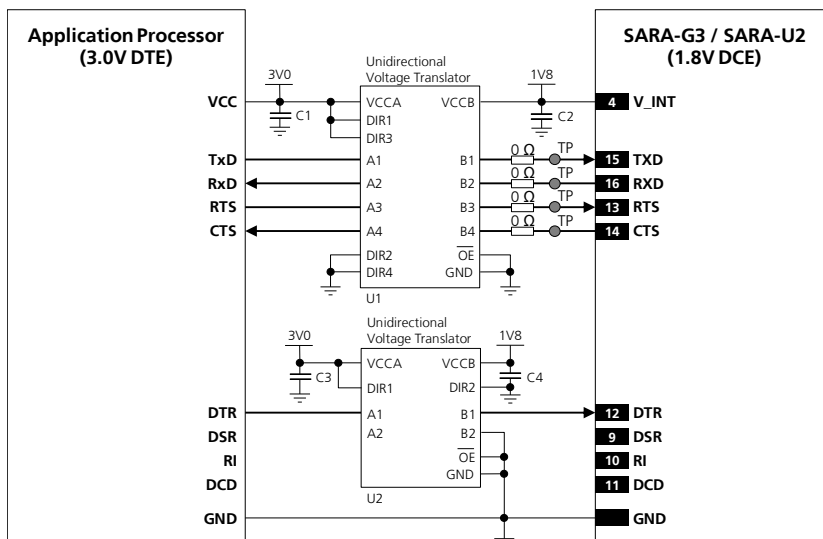 Application Processor
(3.0V DTE)
SARA-G3 / SARA-U2
(1.8V DCE)
Unidirectional
Voltage Translator
3V0
1V8
VCC
VCCA
VCCB
4 V_INT
C1
DIR1
C2
DIR3
0 Ω TP
TxD
A1
B1
15 TXD
0 Ω TP
RxD
A2
B2
16 RXD
0 Ω TP
RTS
A3
B3
13 RTS
0 Ω TP
CTS
A4
B4
14 CTS
DIR2
OE
DIR4
GND
U1
Unidirectional
Voltage Translator
3V0
1V8
VCCA
VCCB
C3
C4
DIR1
DIR2
DTR
A1
B1
12 DTR
A2
B2
DSR
9 DSR
RI
OE
10 RI
GND
DCD
11 DCD
U2
GND
GND